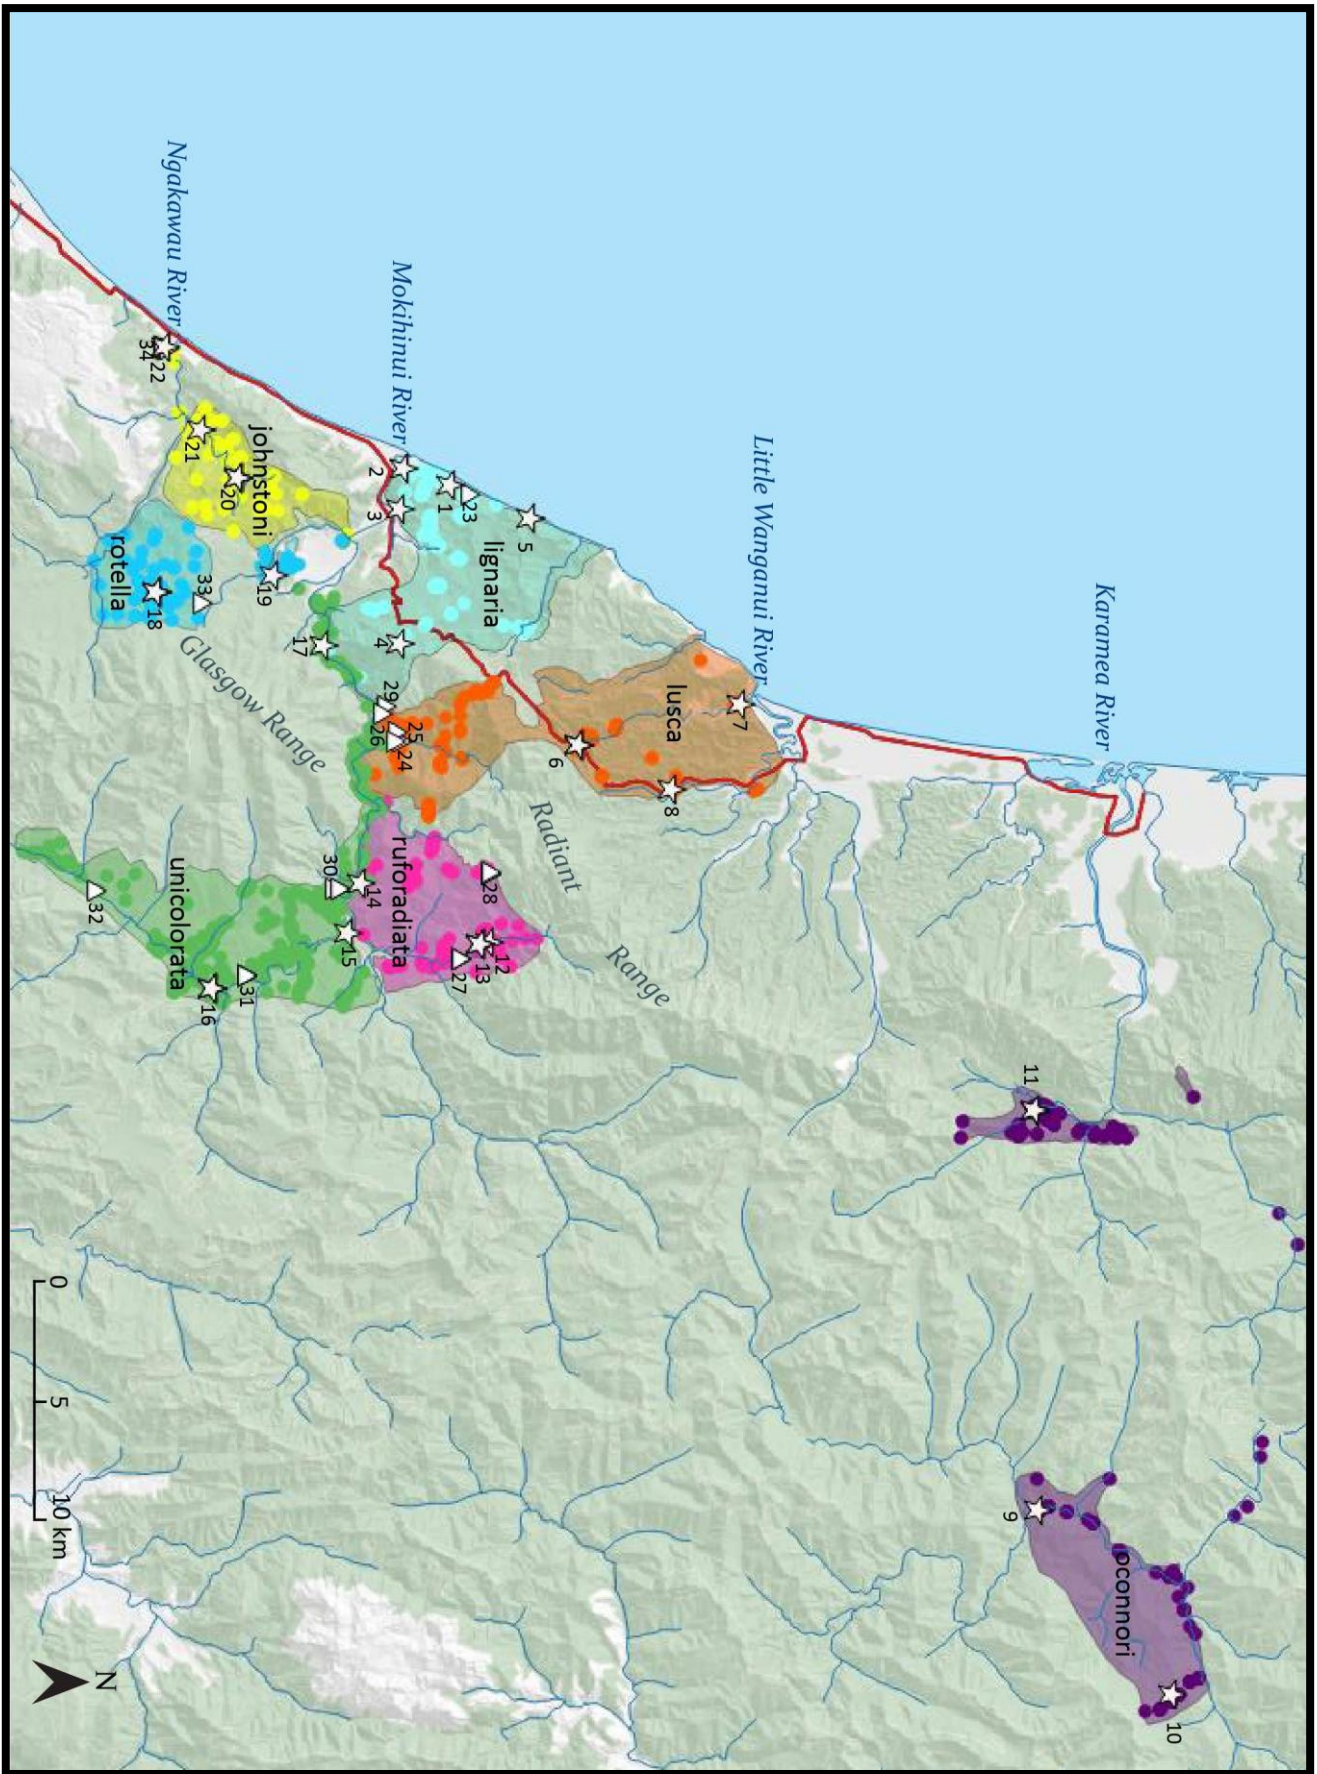 Ngakawau River
Mokihinui River
Little Wanganui River
Karamea River
johnstoni
rotella
lignaria
lusca
ruforadiata
unicolorata
oconnori
Glasgow Range
Radiant
Range
1
2
3
4
5
6
7
8
9
10
11
12
13
14
15
16
17
18
19
20
21
22
23
24
25
26
27
28
29
30
31
32
33
34
0
5
10 km
N